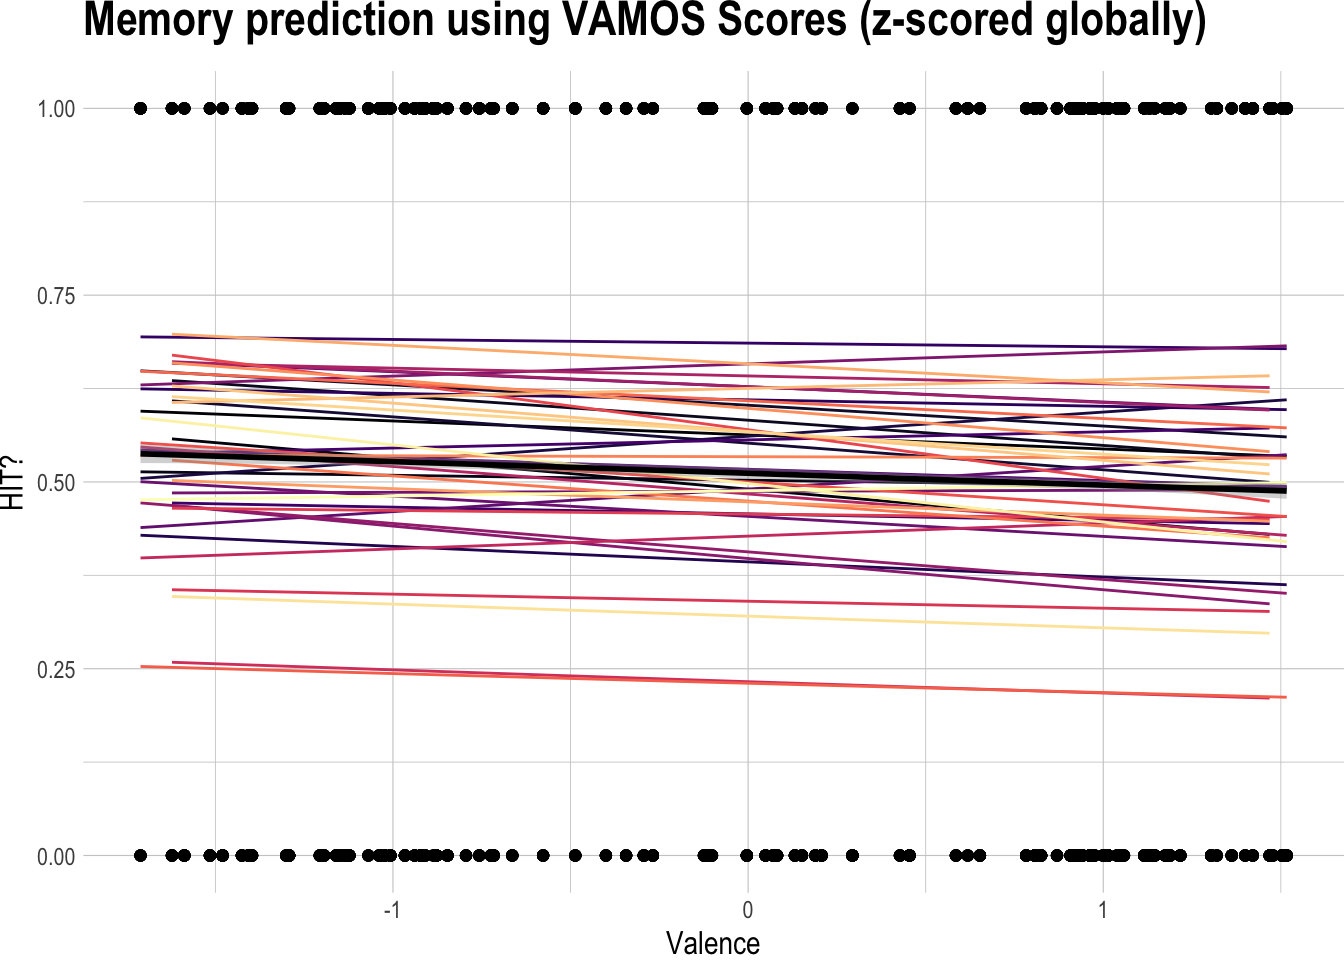 Memory prediction using VAMOS Scores (z-scored globally)
1.00
0.75
0.50
0.25
0.00
HIT?
-1 0 1
Valence